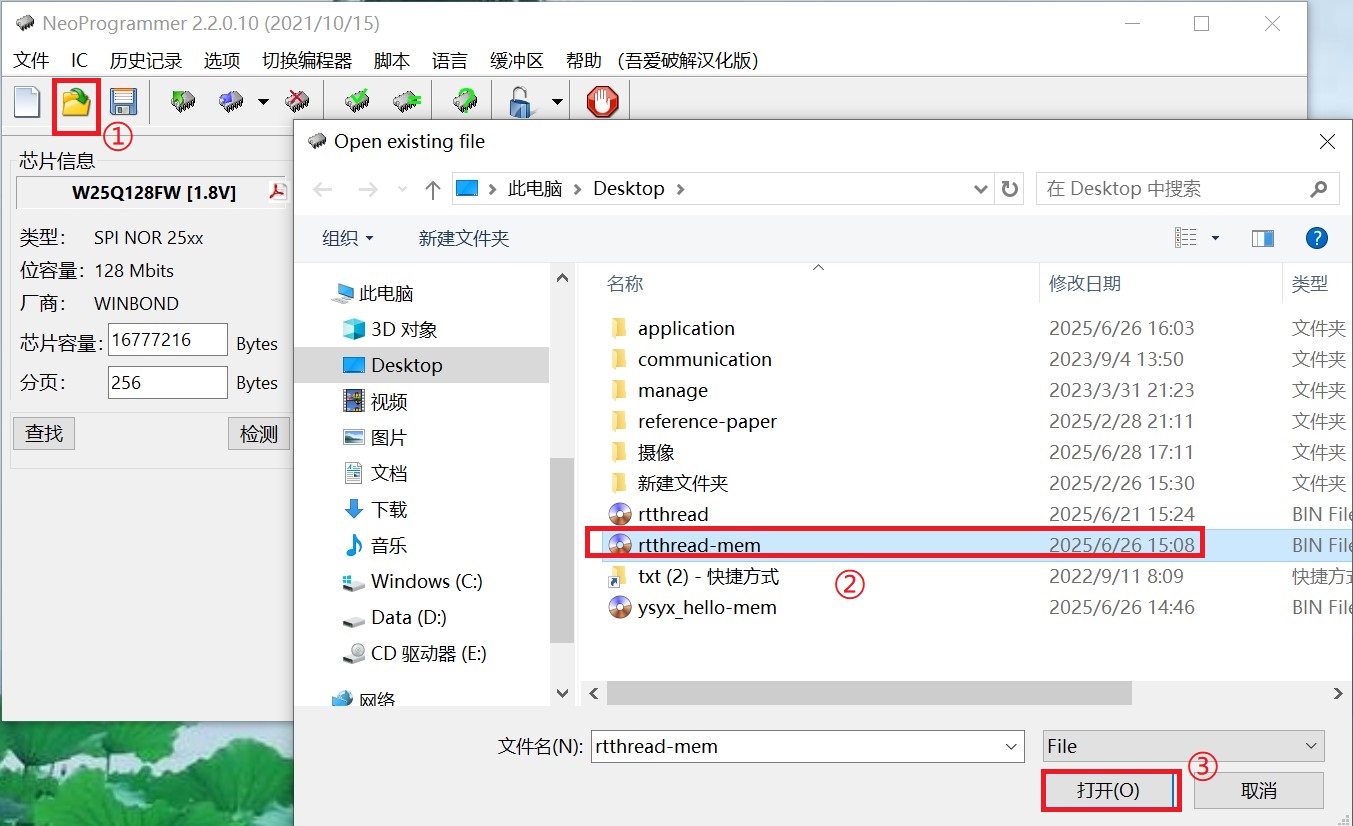 NeoProgrammer 2.2.0.10 (2021/10/15)
文件 IC 历史记录 选项 切换编程器 脚本 语言 缓冲区 帮助 (吾爱破解汉化版)
①
Open existing file
芯片信息
W25Q128FW [1.8V]
此电脑 > Desktop >
在 Desktop 中搜索
类型: SPI NOR 25xx
组织 新建文件夹
位容量: 128 Mbits
厂商: WINBOND
芯片容量: 16777216 Bytes
分页: 256 Bytes
查找 检测
此电脑
3D 对象
Desktop
视频
图片
文档
下载
音乐
Windows (C:)
Data (D:)
CD 驱动器 (E:)
网络
名称 修改日期 类型
application 2025/6/26 16:03 文件夹
communication 2023/9/4 13:50 文件夹
manage 2023/3/31 21:23 文件夹
reference-paper 2025/2/28 21:11 文件夹
摄像 2025/6/28 17:11 文件夹
新建文件夹 2025/2/26 15:30 文件夹
rtthread 2025/6/21 15:24 BIN File
rtthread-mem 2025/6/26 15:08 BIN File
txt (2) - 快捷方式 2022/9/11 8:09 快捷方式
②
ysyx_hello-mem 2025/6/26 14:46 BIN File
文件名(N): rtthread-mem File
③
打开(O) 取消